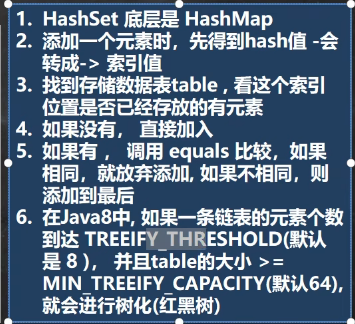 1. HashSet 底层是 HashMap
2. 添加一个元素时，先得到hash值 -会
转成-> 索引值
3. 找到存储数据表table，看这个索引
位置是否已经存放的有元素
4. 如果没有， 直接加入
5. 如果有 ， 调用 equals 比较，如果
相同，就放弃添加, 如果不相同，则
添加到最后
6. 在Java8中, 如果一条链表的元素个数
到达 TREEIFY_THRESHOLD(默认
是 8 )， 并且table的大小 >=
MIN_TREEIFY_CAPACITY(默认64),
就会进行树化(红黑树)